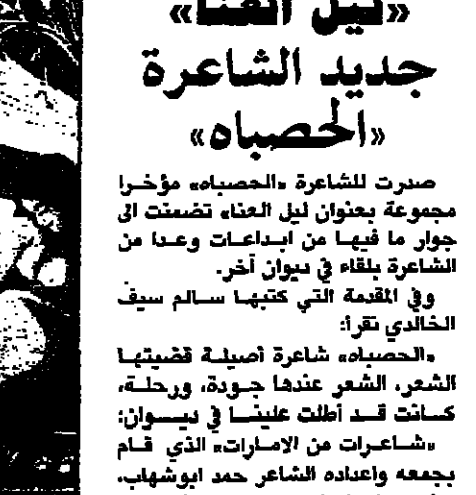 «ليل العنا»
جديد الشاعرة
«الحصباه»
صدرت للشاعرة «الحصباه» مؤخرا
مجموعة بعنوان ليل العنا» تضمنت الى
جوار ما فيها من ابداعات وعدا من
الشاعرة بلقاء في ديوان آخر.
وفي المقدمة التي كتبها سالم سيف
الخالدي نقرأ:
«الحصباه» شاعرة أصيلة قضيتها
الشعر، الشعر عندها جودة، ورحلة،
كانت قد أطلت علينا في ديوان:
«شاعرات من الامارات» الذي قام
بجمعه واعداده الشاعر حمد ابوشهاب،